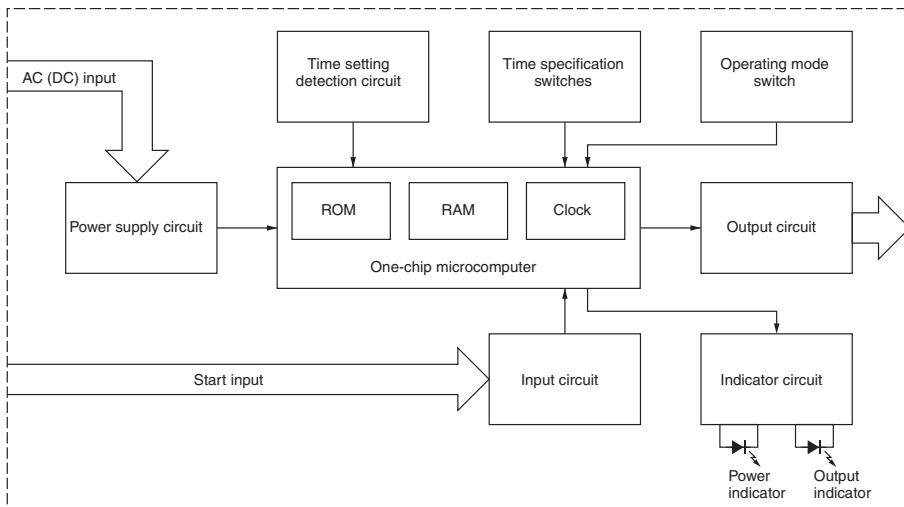 AC (DC) input
Time setting
detection circuit
Time specification
switches
Operating mode
switch
Power supply circuit
ROM
RAM
Clock
One-chip microcomputer
Output circuit
Start input
Input circuit
Indicator circuit
Power
indicator
Output
indicator